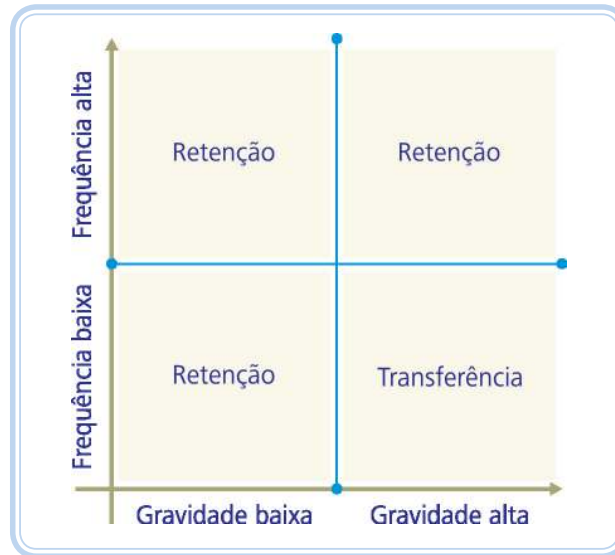 Frequência alta
Retenção
Retenção
Frequência baixa
Retenção
Transferência
Gravidade baixa
Gravidade alta